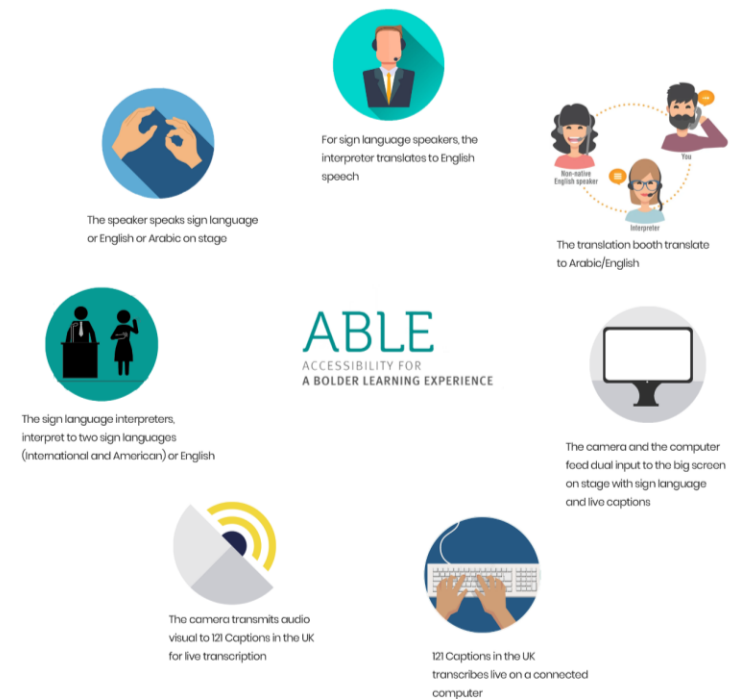 For sign language speakers, the
interpreter translates to English
speech
The speaker speaks sign language
or English or Arabic on stage
Non-native
English speaker
You
Interpreter
The translation booth translate
to Arabic/English
ABLE
ACCESSIBILITY FOR
A BOLDER LEARNING EXPERIENCE
The sign language interpreters,
interpret to two sign languages
(International and American) or English
The camera and the computer
feed dual input to the big screen
on stage with sign language
and live captions
The camera transmits audio
visual to 121 Captions in the UK
for live transcription
121 Captions in the UK
transcribes live on a connected
computer